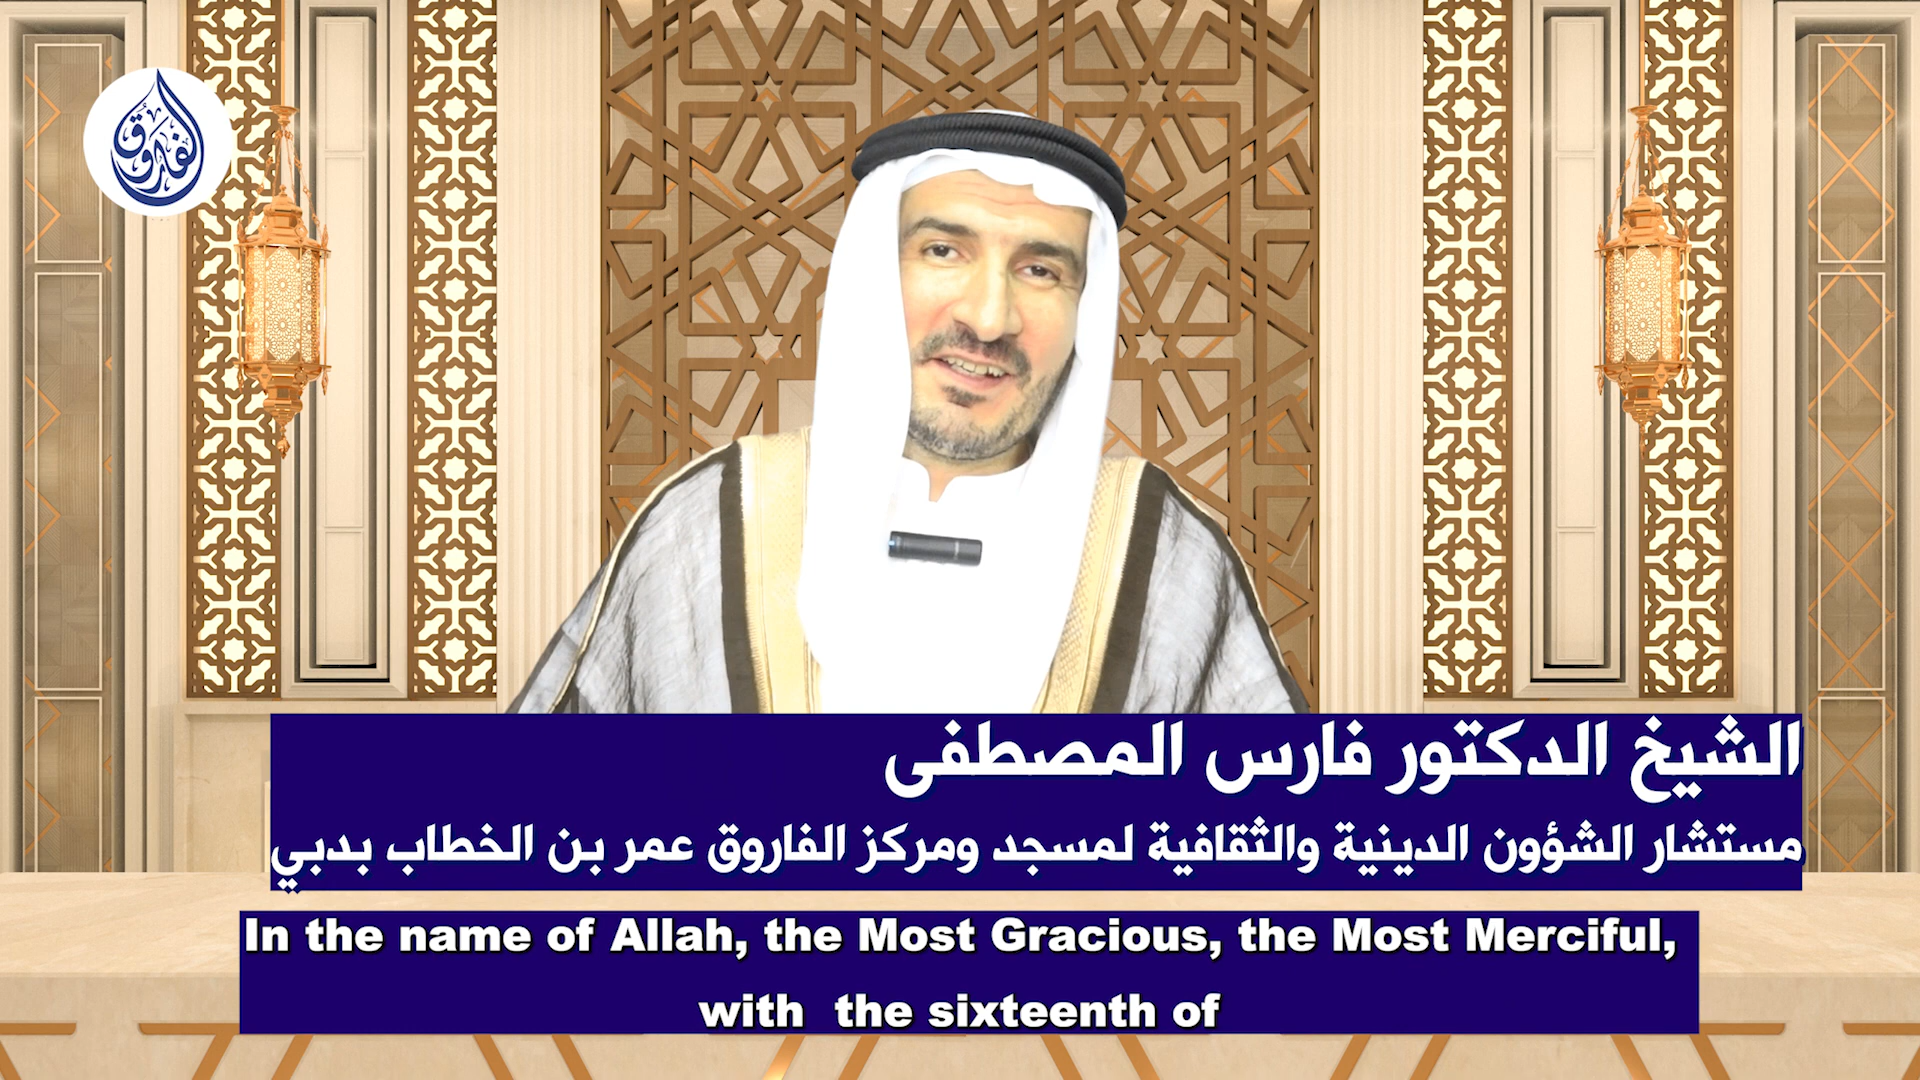 الفاروق
الشيخ الدكتور فارس المصطفى
مستشار الشؤون الدينية والثقافية لمسجد ومركز الفاروق عمر بن الخطاب بدبي
In the name of Allah, the Most Gracious, the Most Merciful,
with the sixteenth of